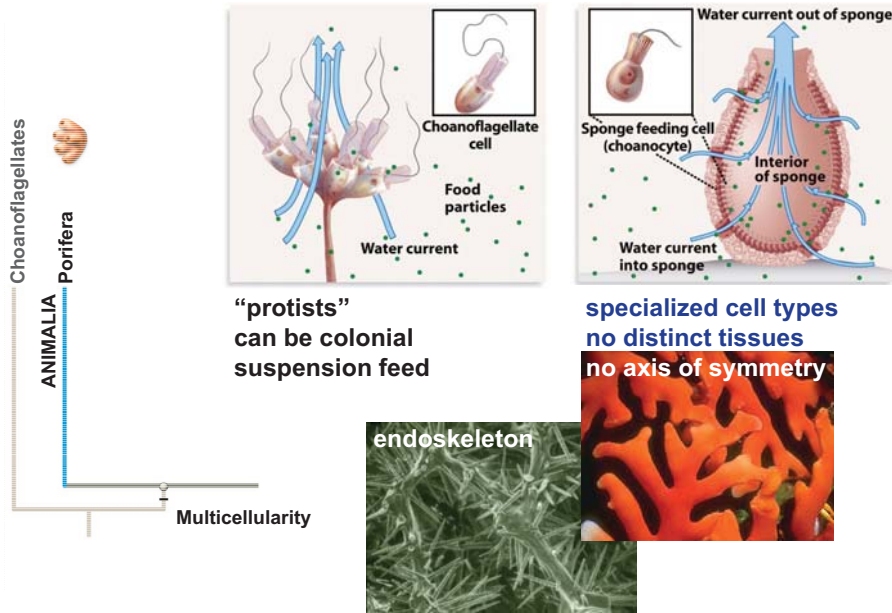 Choanoflagellates
Porifera
ANIMALIA
Multicellularity
Choanoflagellate
cell
Food
particles
Water current
Water current out of sponge
Sponge feeding cell
(choanocyte)
Interior
of sponge
Water current
into sponge
“protists”
can be colonial
suspension feed
specialized cell types
no distinct tissues
no axis of symmetry
endoskeleton